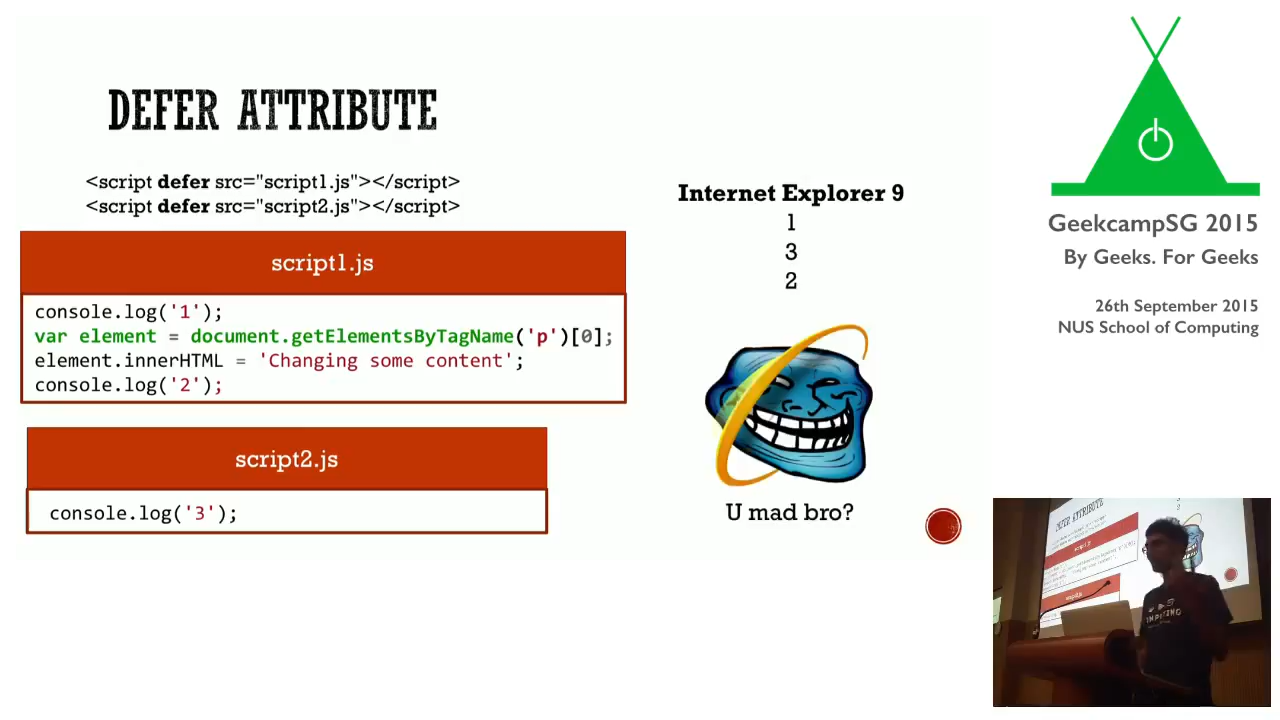 DEFER ATTRIBUTE
<script defer src="script1.js"></script>
<script defer src="script2.js"></script>
script1.js
console.log('1');
var element = document.getElementsByTagName('p')[0];
element.innerHTML = 'Changing some content';
console.log('2');
script2.js
console.log('3');
Internet Explorer 9
1
3
2
U mad bro?
GeekcampSG 2015
By Geeks. For Geeks
26th September 2015
NUS School of Computing
DEFER ATTRIBUTE